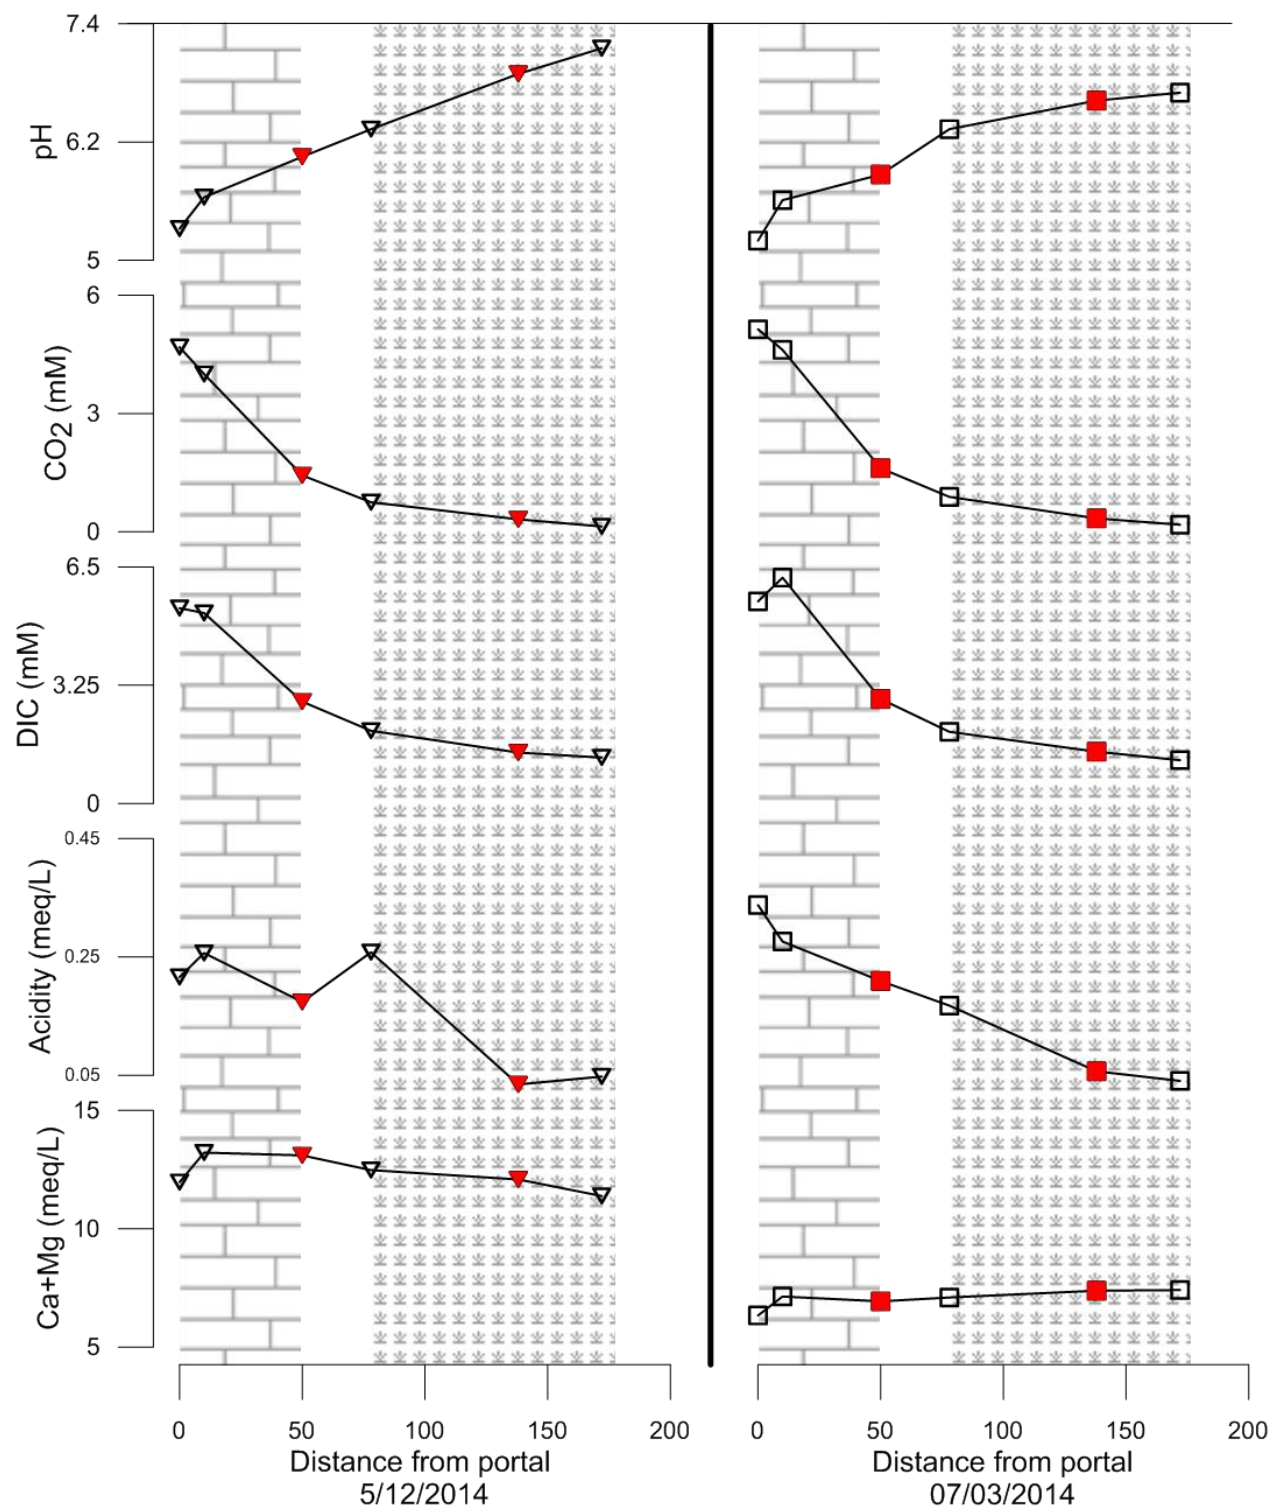 7.4
pH
6.2
5
6
CO2 (mM)
3
0
6.5
DIC (mM)
3.25
0
0.45
Acidity (meq/L)
0.25
0.05
15
Ca+Mg (meq/L)
10
5
0 50 100 150 200
Distance from portal
5/12/2014
0 50 100 150 200
Distance from portal
07/03/2014